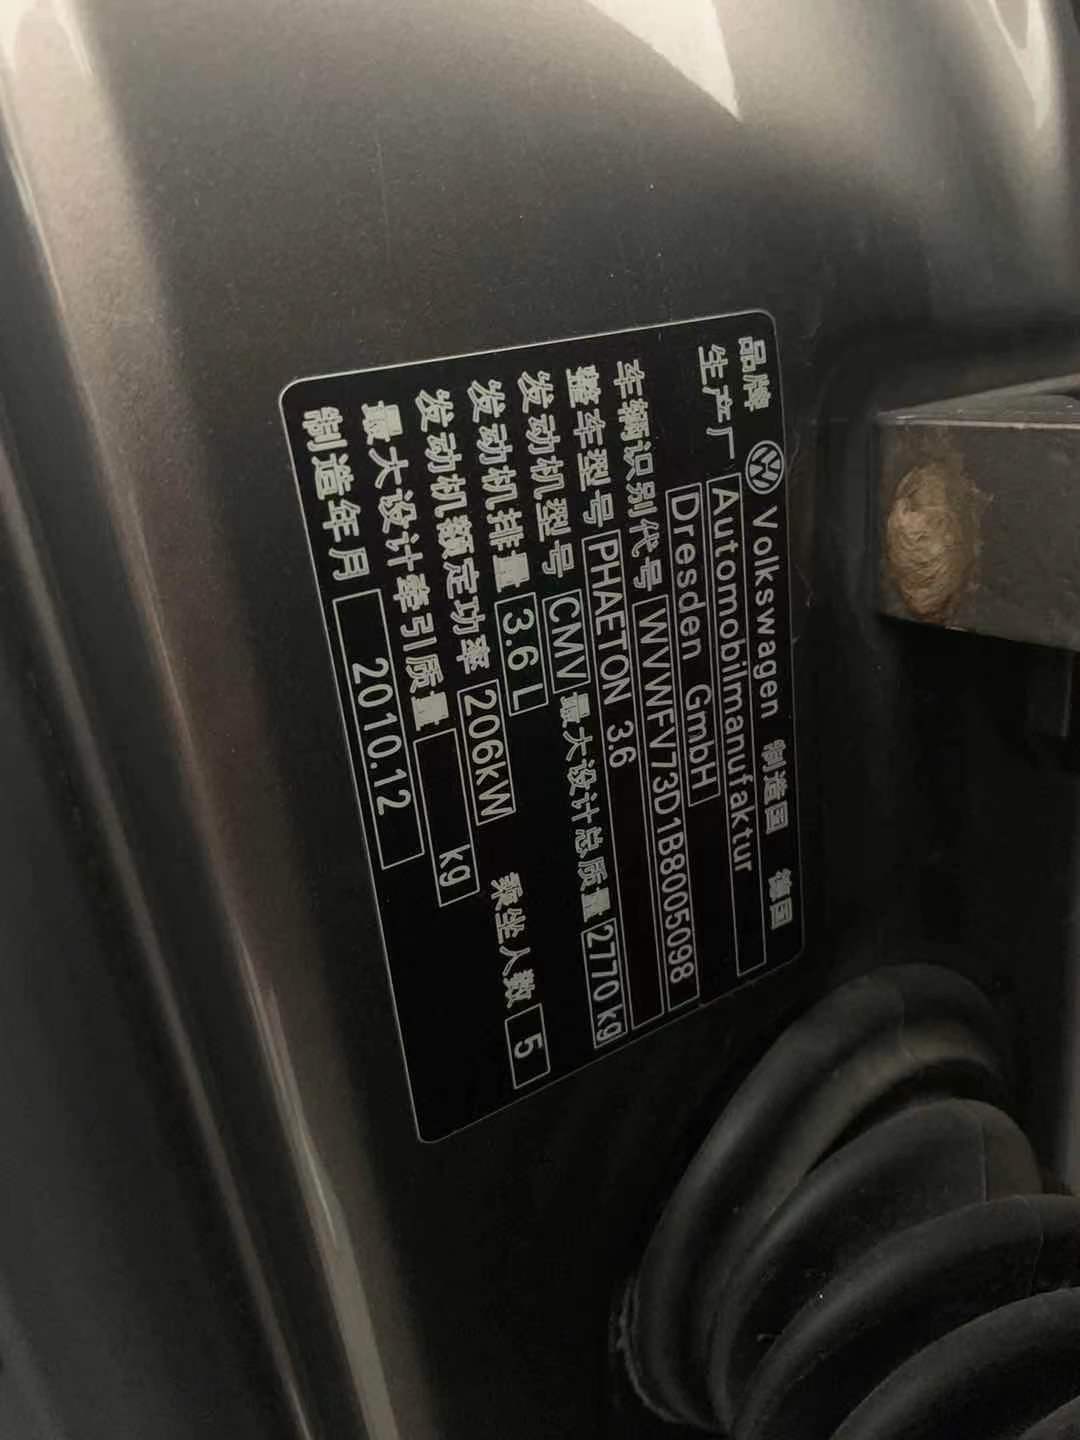 品牌 Volkswagen 制造国 德国
生产厂 Automobilmanufaktur
Dresden GmbH
车辆识别代号 WVWFV73D1B8005098
整车型号 PHAETON 3.6
发动机型号 CMV 最大设计总质量 2770kg
发动机排量 3.6L
发动机额定功率 206kW 乘坐人数 5
最大设计牵引质量 kg
制造年月 2010.12